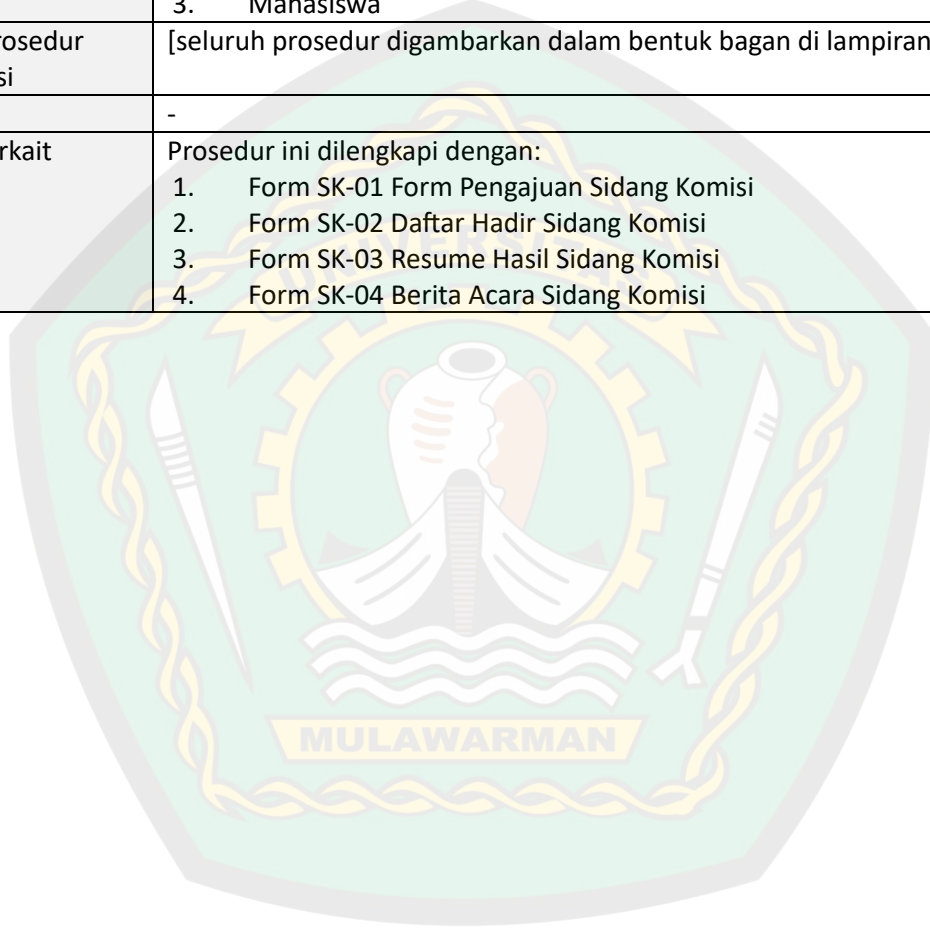 3. Mahasiswa
rosedur [seluruh prosedur digambarkan dalam bentuk bagan di lampiran
si
-
rkait Prosedur ini dilengkapi dengan:
1. Form SK-01 Form Pengajuan Sidang Komisi
2. Form SK-02 Daftar Hadir Sidang Komisi
3. Form SK-03 Resume Hasil Sidang Komisi
4. Form SK-04 Berita Acara Sidang Komisi
UNIVERSITAS
MULAWARMAN